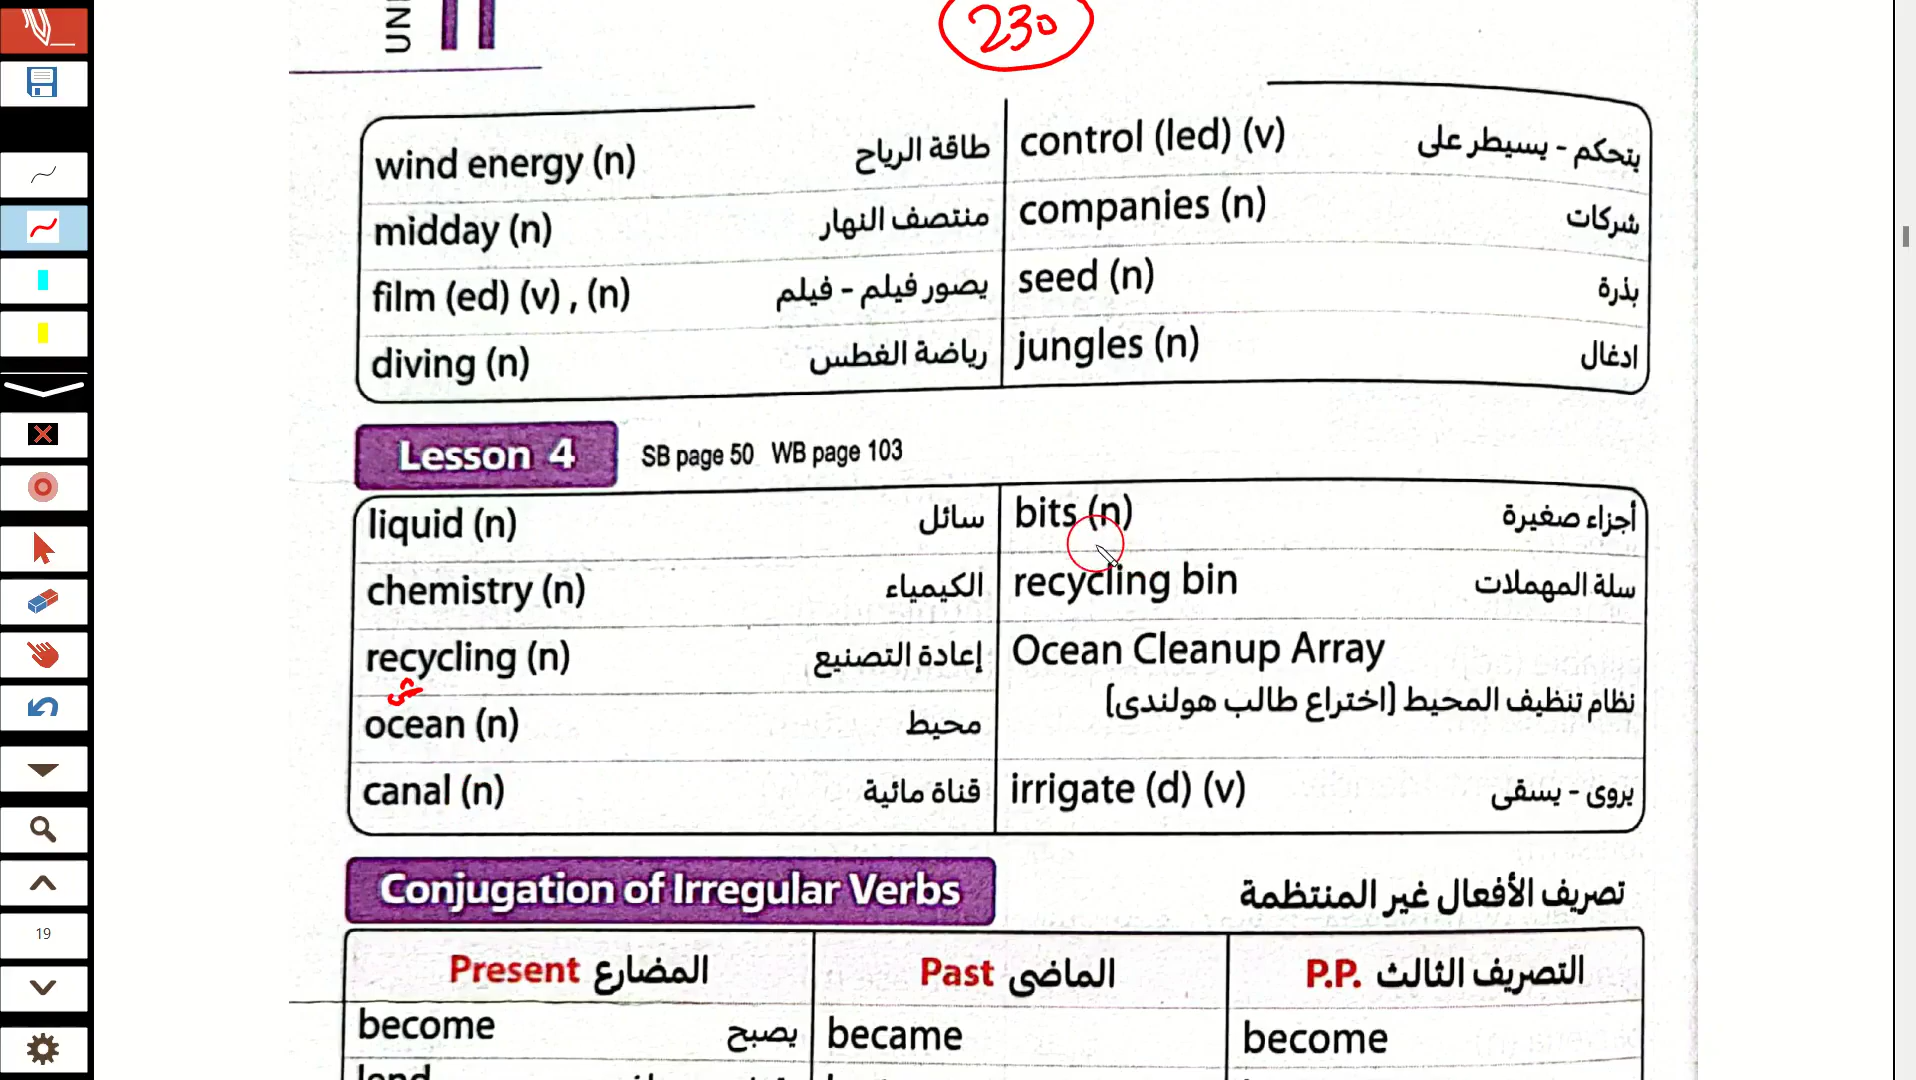 UNI 11
230
wind energy (n) طاقة الرياح
midday (n) منتصف النهار
film (ed) (v) , (n) يصور فيلم - فيلم
diving (n) رياضة الغطس
control (led) (v) يتحكم - يسيطر على
companies (n) شركات
seed (n) بذرة
jungles (n) ادغال
Lesson 4 SB page 50 WB page 103
liquid (n) سائل
chemistry (n) الكيمياء
recycling (n) إعادة التصنيع
ش
ocean (n) محيط
canal (n) قناة مائية
bits (n) أجزاء صغيرة
recycling bin سلة المهملات
Ocean Cleanup Array
نظام تنظيف المحيط [اختراع طالب هولندى]
irrigate (d) (v) يروى - يسقى
Conjugation of Irregular Verbs تصريف الأفعال غير المنتظمة
Present المضارع Past الماضى P.P. التصريف الثالث
become يصبح became become
19